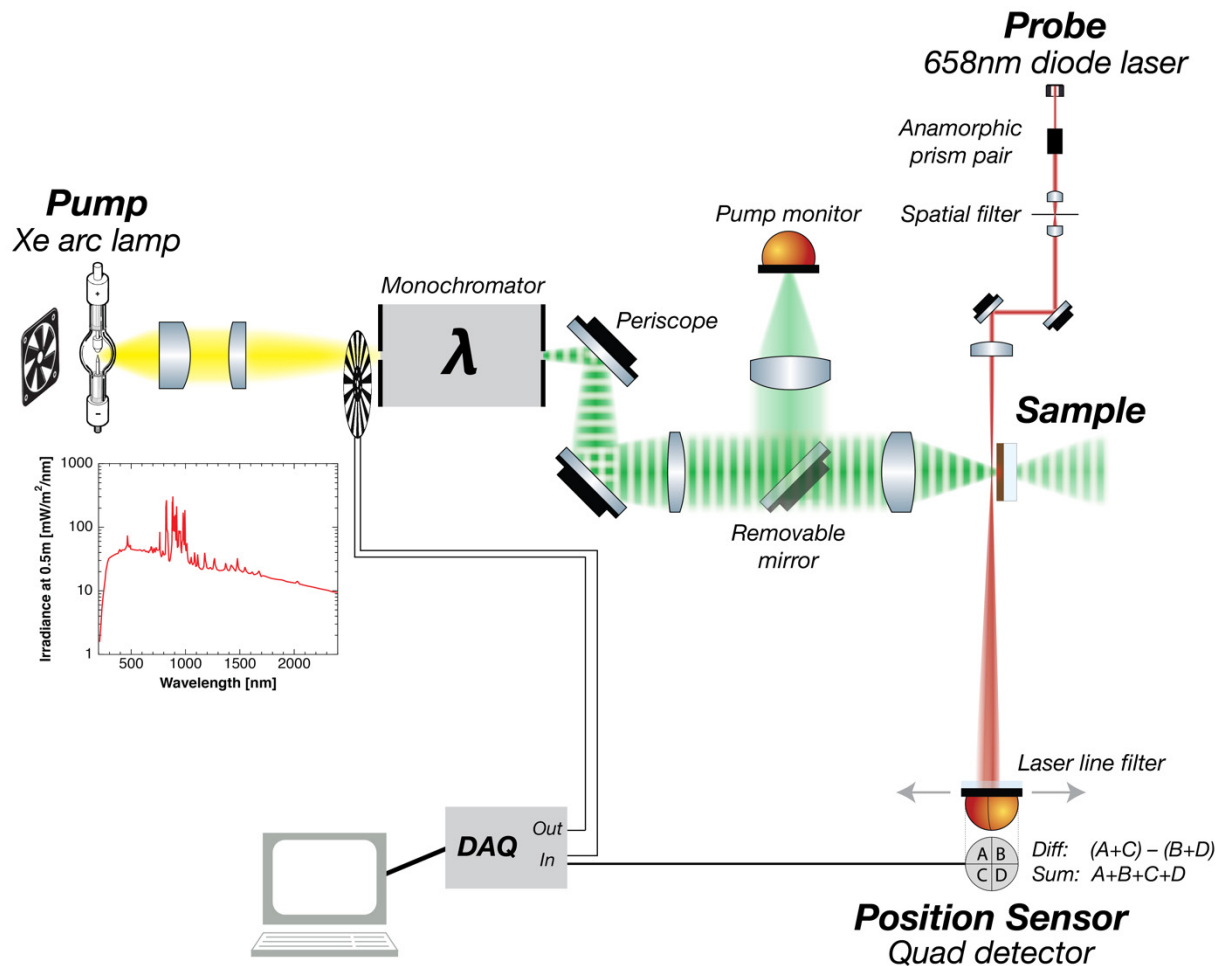 Probe
658nm diode laser
Anamorphic
prism pair
Spatial filter
Pump
Xe arc lamp
Pump monitor
Monochromator
λ
Periscope
+
-
Sample
Removable
mirror
1000
100
10
1
Irradiance at 0.5m [mW/m²/nm]
500 1000 1500 2000
Wavelength [nm]
Laser line filter
DAQ
Out
In
A B
C D
Diff: (A+C) – (B+D)
Sum: A+B+C+D
Position Sensor
Quad detector